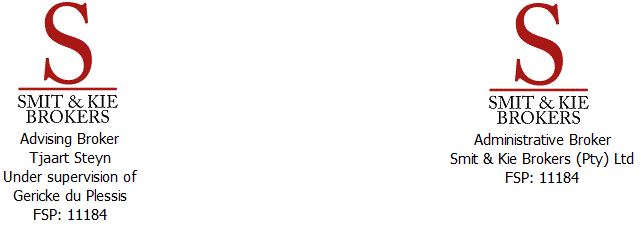 S
SMIT & KIE
BROKERS
Advising Broker
Tjaart Steyn
Under supervision of
Gericke du Plessis
FSP: 11184
S
SMIT & KIE
BROKERS
Administrative Broker
Smit & Kie Brokers (Pty) Ltd
FSP: 11184